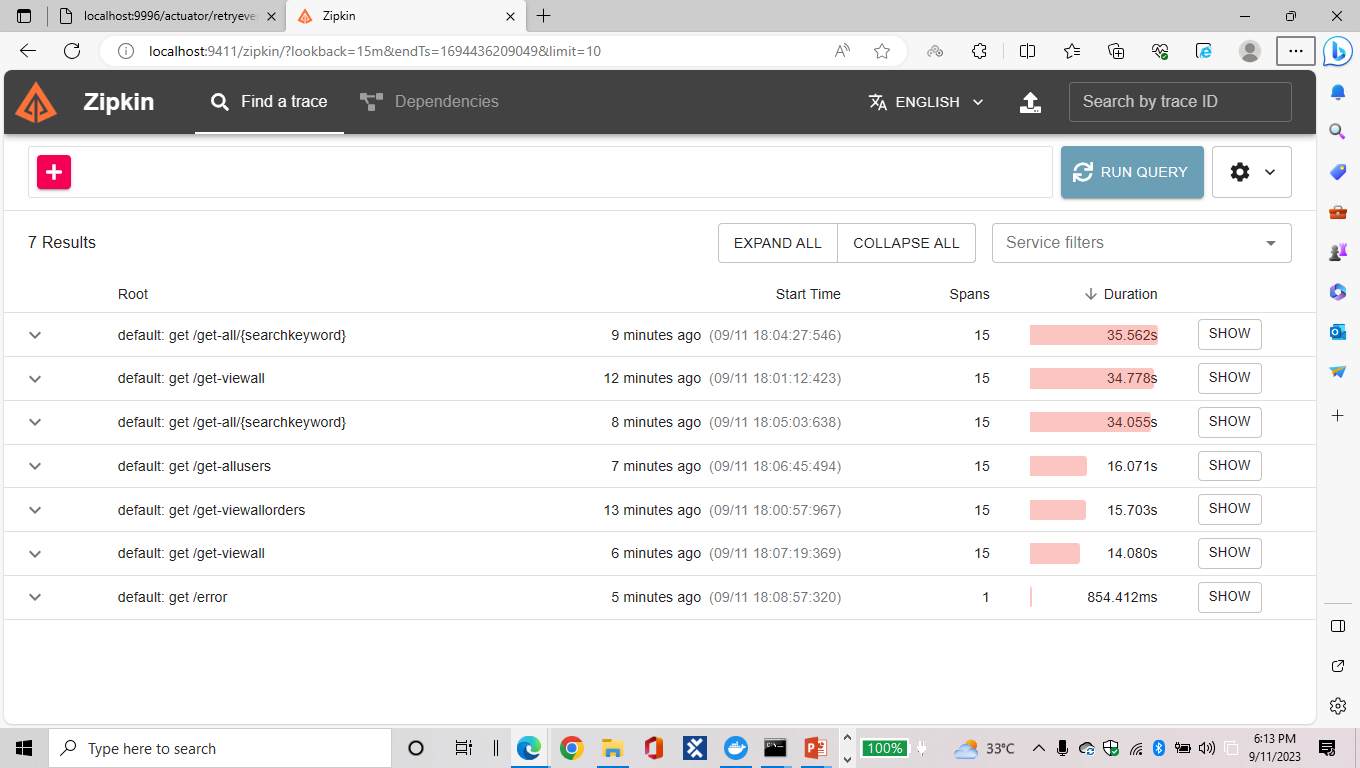 localhost:9996/actuator/retryeve
Zipkin
localhost:9411/zipkin/?lookback=15m&endTs=1694436209049&limit=10
Zipkin
Find a trace
Dependencies
ENGLISH
Search by trace ID
RUN QUERY
7 Results
EXPAND ALL
COLLAPSE ALL
Service filters
Root Start Time Spans Duration
default: get /get-all/{searchkeyword} 9 minutes ago (09/11 18:04:27:546) 15 35.562s SHOW
default: get /get-viewall 12 minutes ago (09/11 18:01:12:423) 15 34.778s SHOW
default: get /get-all/{searchkeyword} 8 minutes ago (09/11 18:05:03:638) 15 34.055s SHOW
default: get /get-allusers 7 minutes ago (09/11 18:06:45:494) 15 16.071s SHOW
default: get /get-viewallorders 13 minutes ago (09/11 18:00:57:967) 15 15.703s SHOW
default: get /get-viewall 6 minutes ago (09/11 18:07:19:369) 15 14.080s SHOW
default: get /error 5 minutes ago (09/11 18:08:57:320) 1 854.412ms SHOW
Type here to search
100%
33°C
6:13 PM
9/11/2023